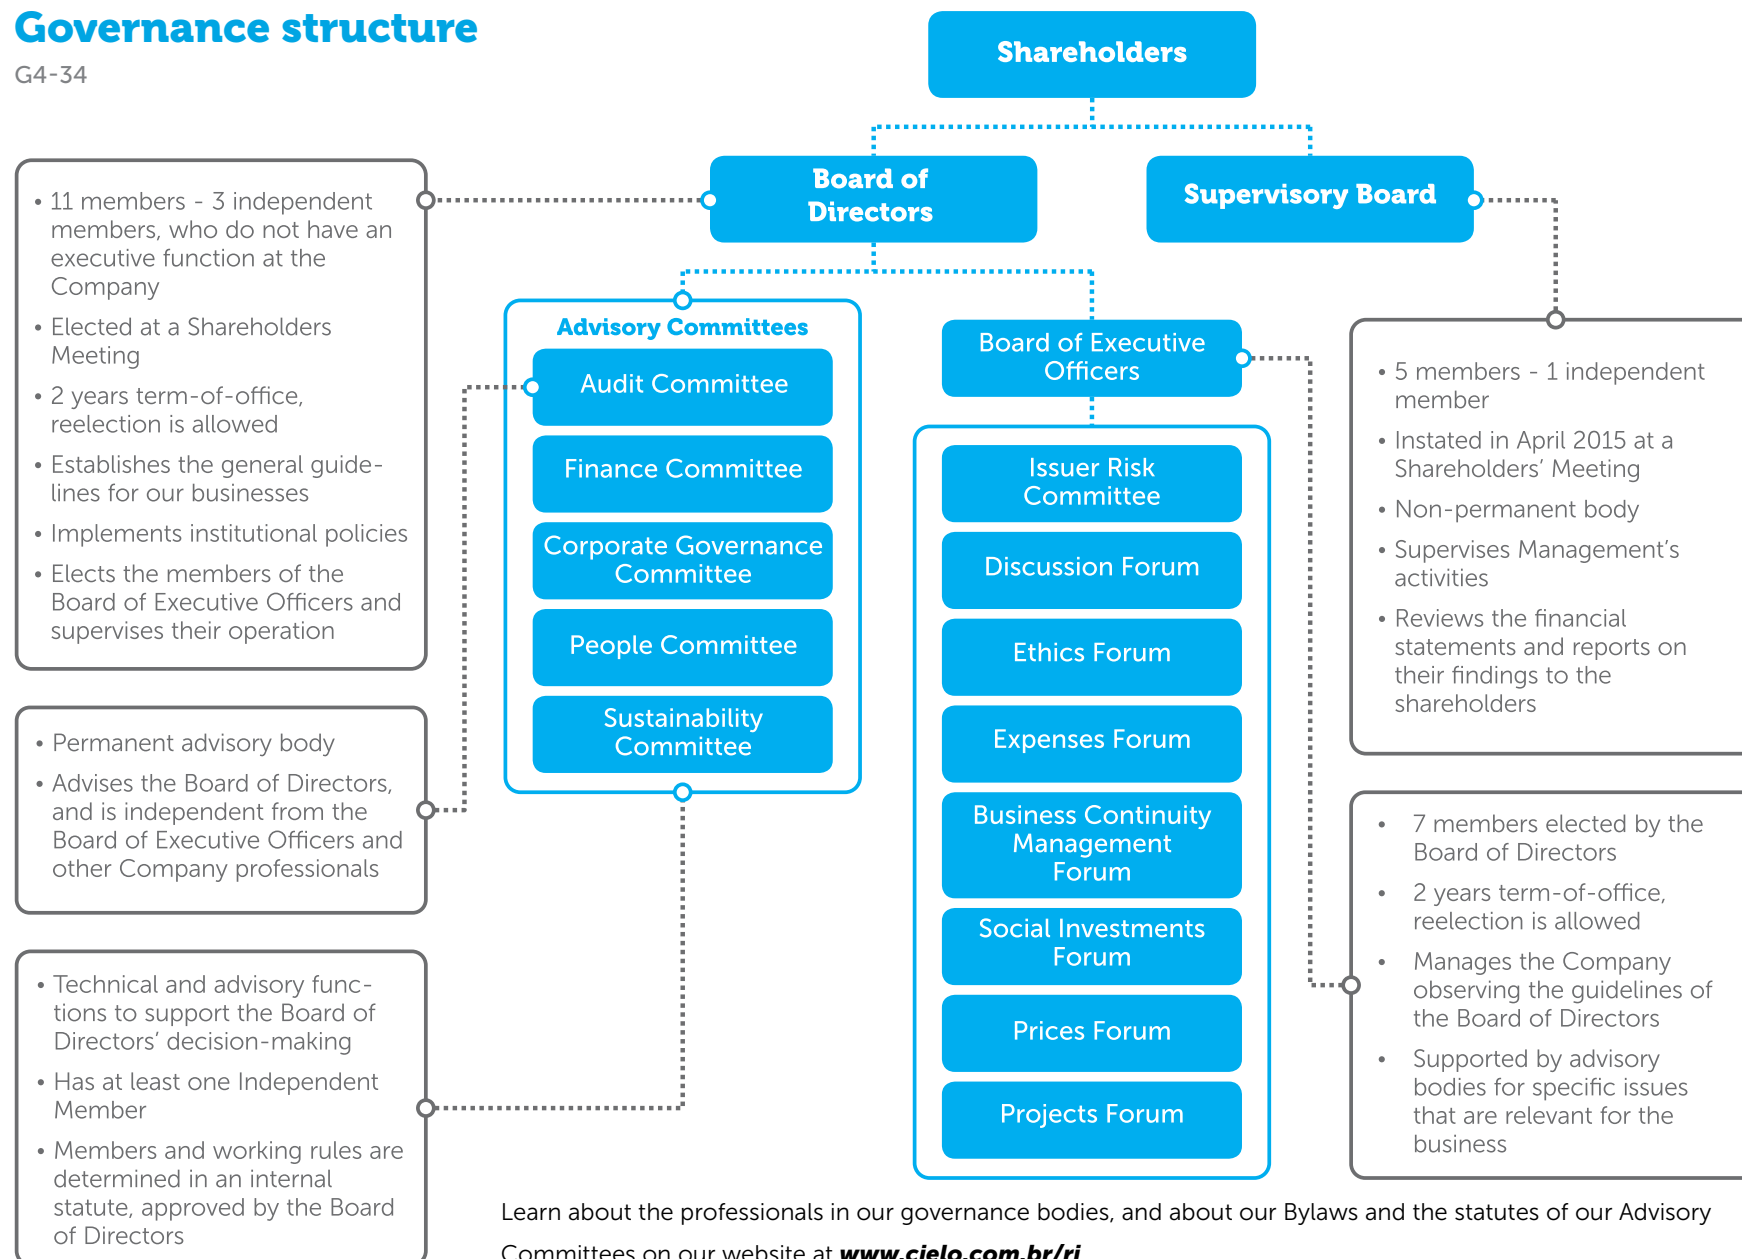 Governance structure
G4-34
Shareholders
Board of
Directors
Supervisory Board
• 11 members - 3 independent
members, who do not have an
executive function at the
Company
• Elected at a Shareholders
Meeting
• 2 years term-of-office,
reelection is allowed
• Establishes the general guide-
lines for our businesses
• Implements institutional policies
• Elects the members of the
Board of Executive Officers and
supervises their operation
• Permanent advisory body
• Advises the Board of Directors,
and is independent from the
Board of Executive Officers and
other Company professionals
• Technical and advisory func-
tions to support the Board of
Directors’ decision-making
• Has at least one Independent
Member
• Members and working rules are
determined in an internal
statute, approved by the Board
of Directors
Advisory Committees
Audit Committee
Finance Committee
Corporate Governance
Committee
People Committee
Sustainability
Committee
Board of Executive
Officers
Issuer Risk
Committee
Discussion Forum
Ethics Forum
Expenses Forum
Business Continuity
Management
Forum
Social Investments
Forum
Prices Forum
Projects Forum
• 5 members - 1 independent
member
• Instated in April 2015 at a
Shareholders’ Meeting
• Non-permanent body
• Supervises Management’s
activities
• Reviews the financial
statements and reports on
their findings to the
shareholders
• 7 members elected by the
Board of Directors
• 2 years term-of-office,
reelection is allowed
• Manages the Company
observing the guidelines of
the Board of Directors
• Supported by advisory
bodies for specific issues
that are relevant for the
business
Learn about the professionals in our governance bodies, and about our Bylaws and the statutes of our Advisory
Committees on our website at www.cielo.com.br/ri